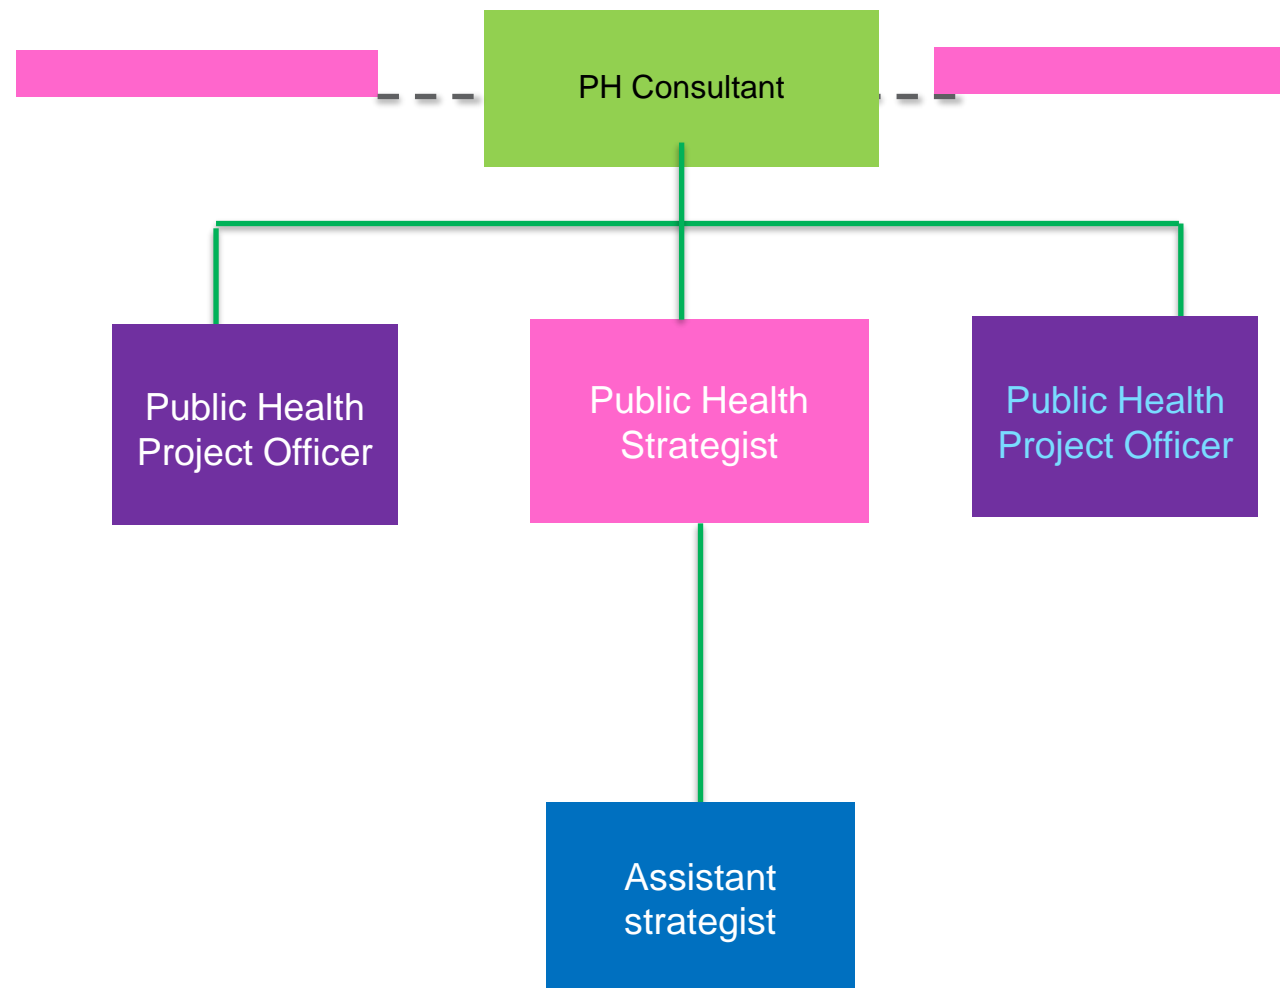 PH Consultant
Public Health
Project Officer
Public Health
Strategist
Public Health
Project Officer
Assistant
strategist